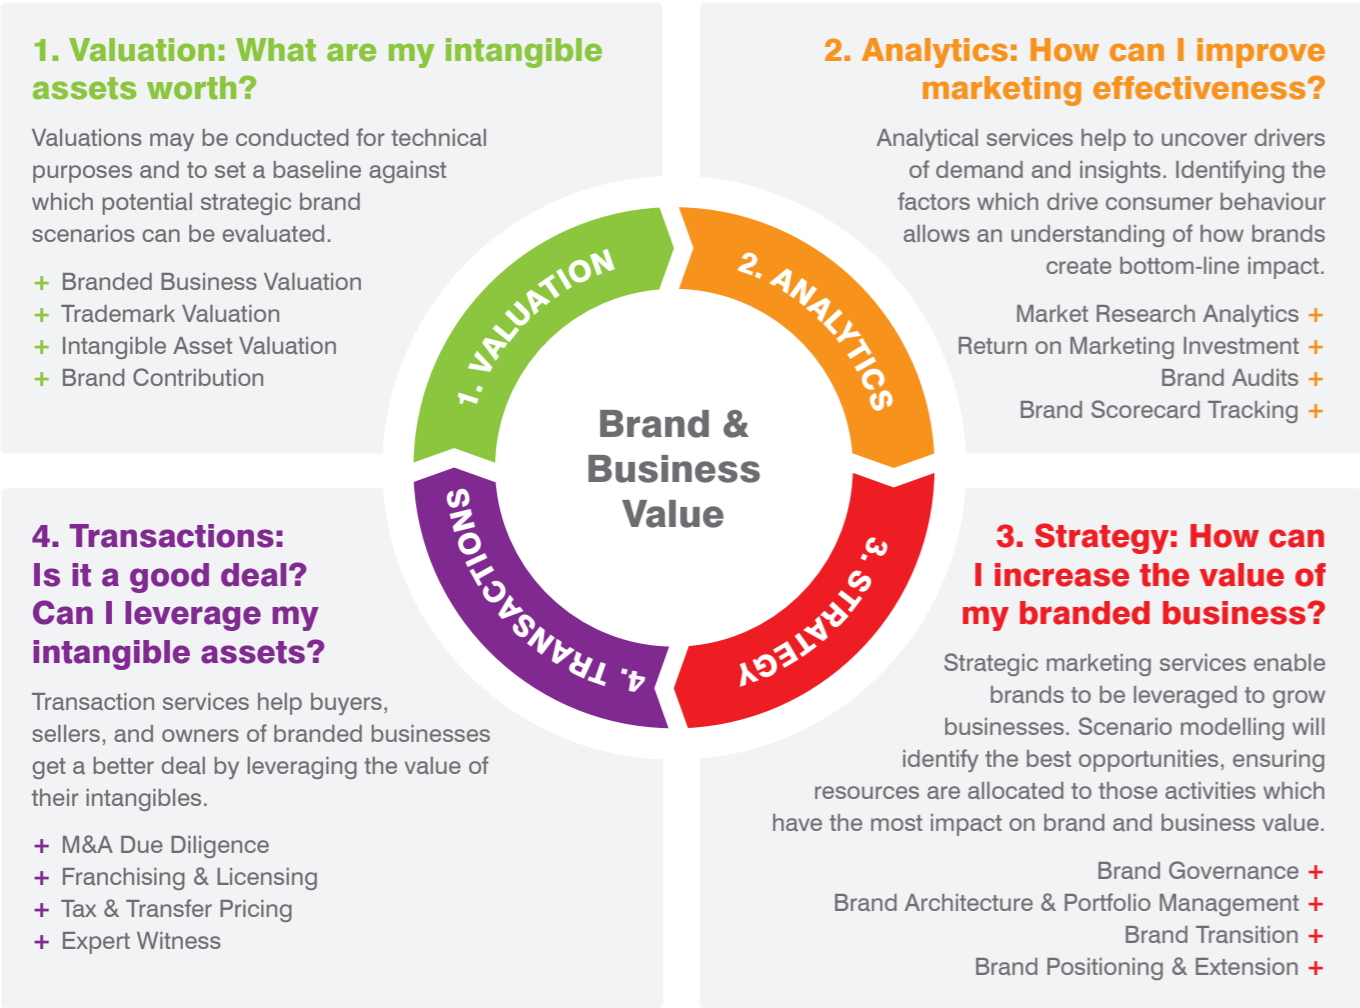 1. Valuation: What are my intangible
assets worth?
Valuations may be conducted for technical
purposes and to set a baseline against
which potential strategic brand
scenarios can be evaluated.
+ Branded Business Valuation
+ Trademark Valuation
+ Intangible Asset Valuation
+ Brand Contribution
2. Analytics: How can I improve
marketing effectiveness?
Analytical services help to uncover drivers
of demand and insights. Identifying the
factors which drive consumer behaviour
allows an understanding of how brands
create bottom-line impact.
Market Research Analytics +
Return on Marketing Investment +
Brand Audits +
Brand Scorecard Tracking +
1. VALUATION
2. ANALYTICS
3. STRATEGY
4. TRANSACTIONS
Brand &
Business
Value
4. Transactions:
Is it a good deal?
Can I leverage my
intangible assets?
Transaction services help buyers,
sellers, and owners of branded businesses
get a better deal by leveraging the value of
their intangibles.
+ M&A Due Diligence
+ Franchising & Licensing
+ Tax & Transfer Pricing
+ Expert Witness
3. Strategy: How can
I increase the value of
my branded business?
Strategic marketing services enable
brands to be leveraged to grow
businesses. Scenario modelling will
identify the best opportunities, ensuring
resources are allocated to those activities which
have the most impact on brand and business value.
Brand Governance +
Brand Architecture & Portfolio Management +
Brand Transition +
Brand Positioning & Extension +